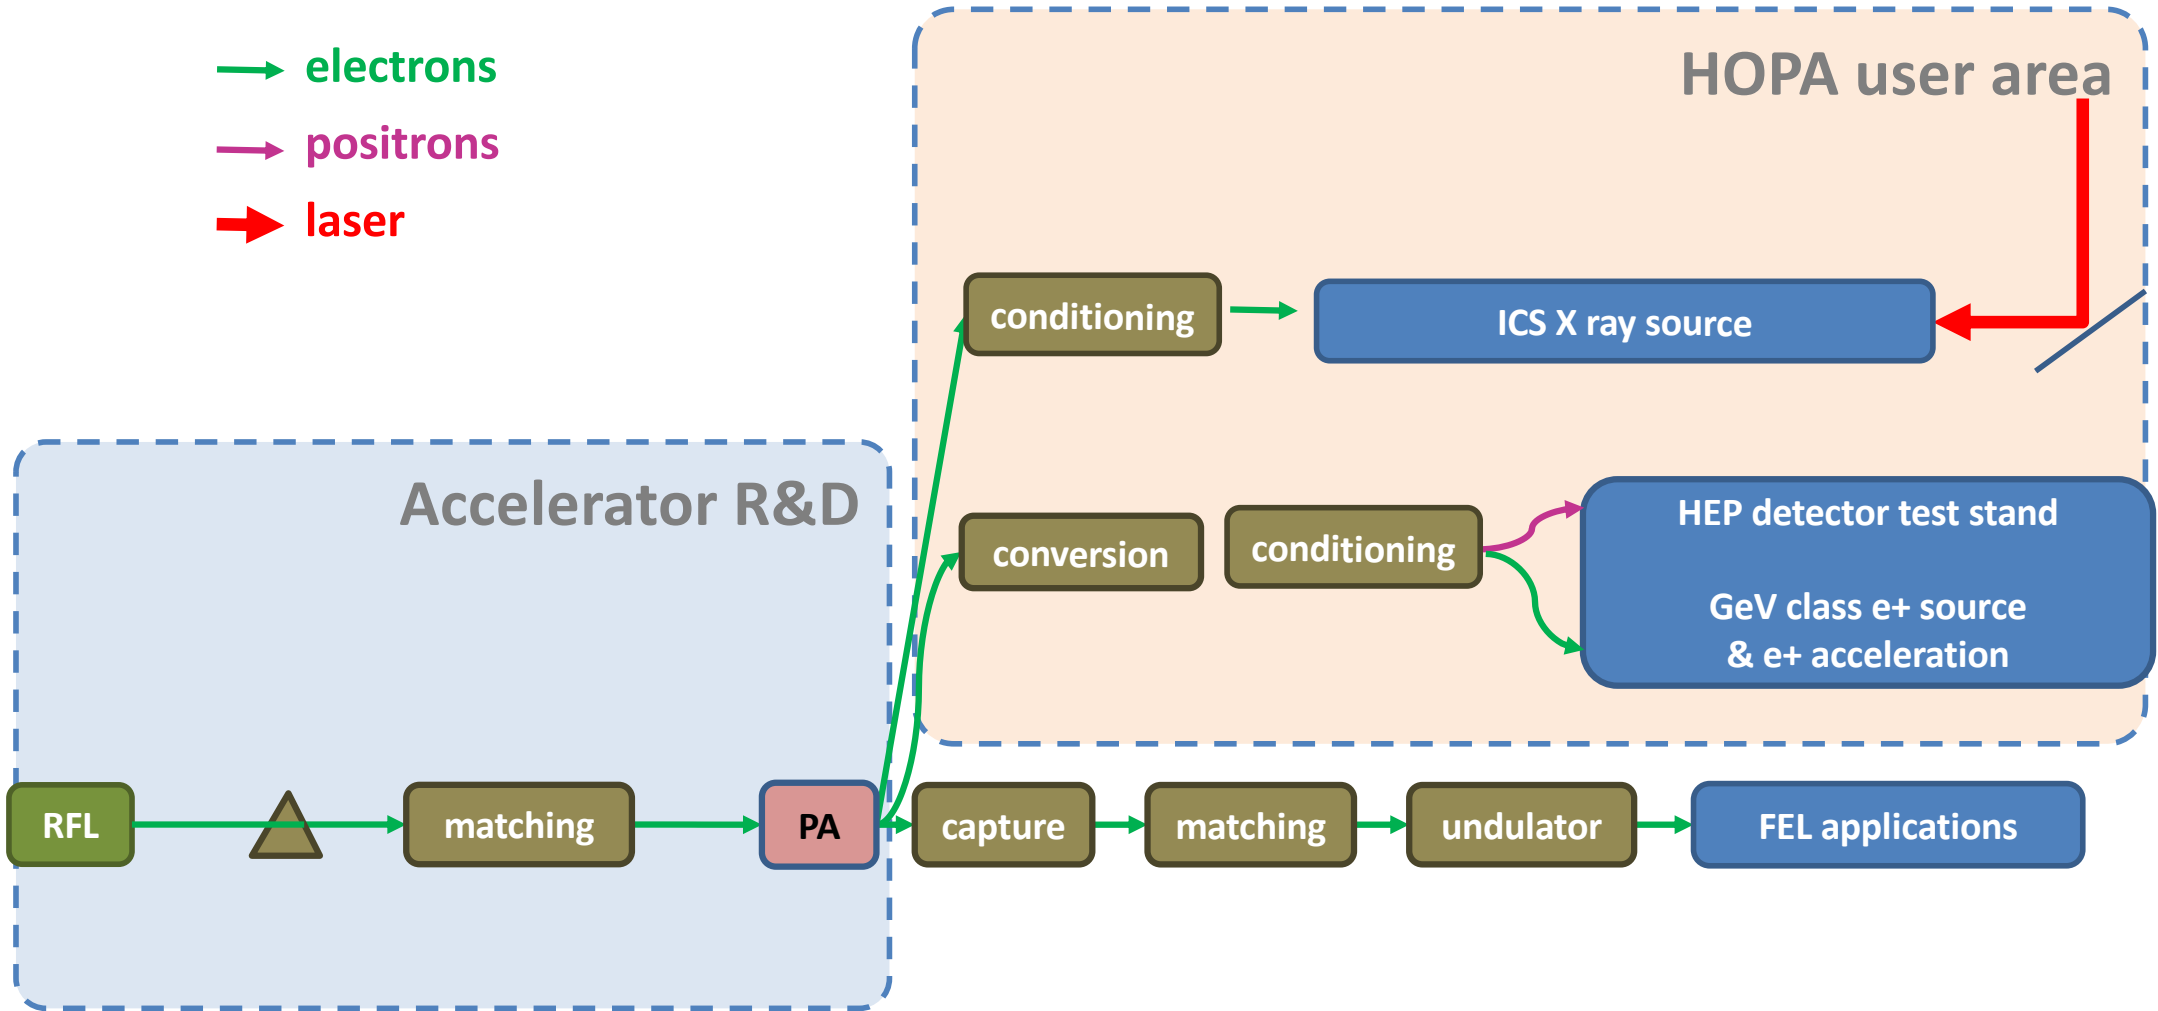 electrons
positrons
laser
HOPA user area
conditioning
ICS X ray source
Accelerator R&D
conversion
conditioning
HEP detector test stand
GeV class e+ source
& e+ acceleration
RFL
matching
PA
capture
matching
undulator
FEL applications